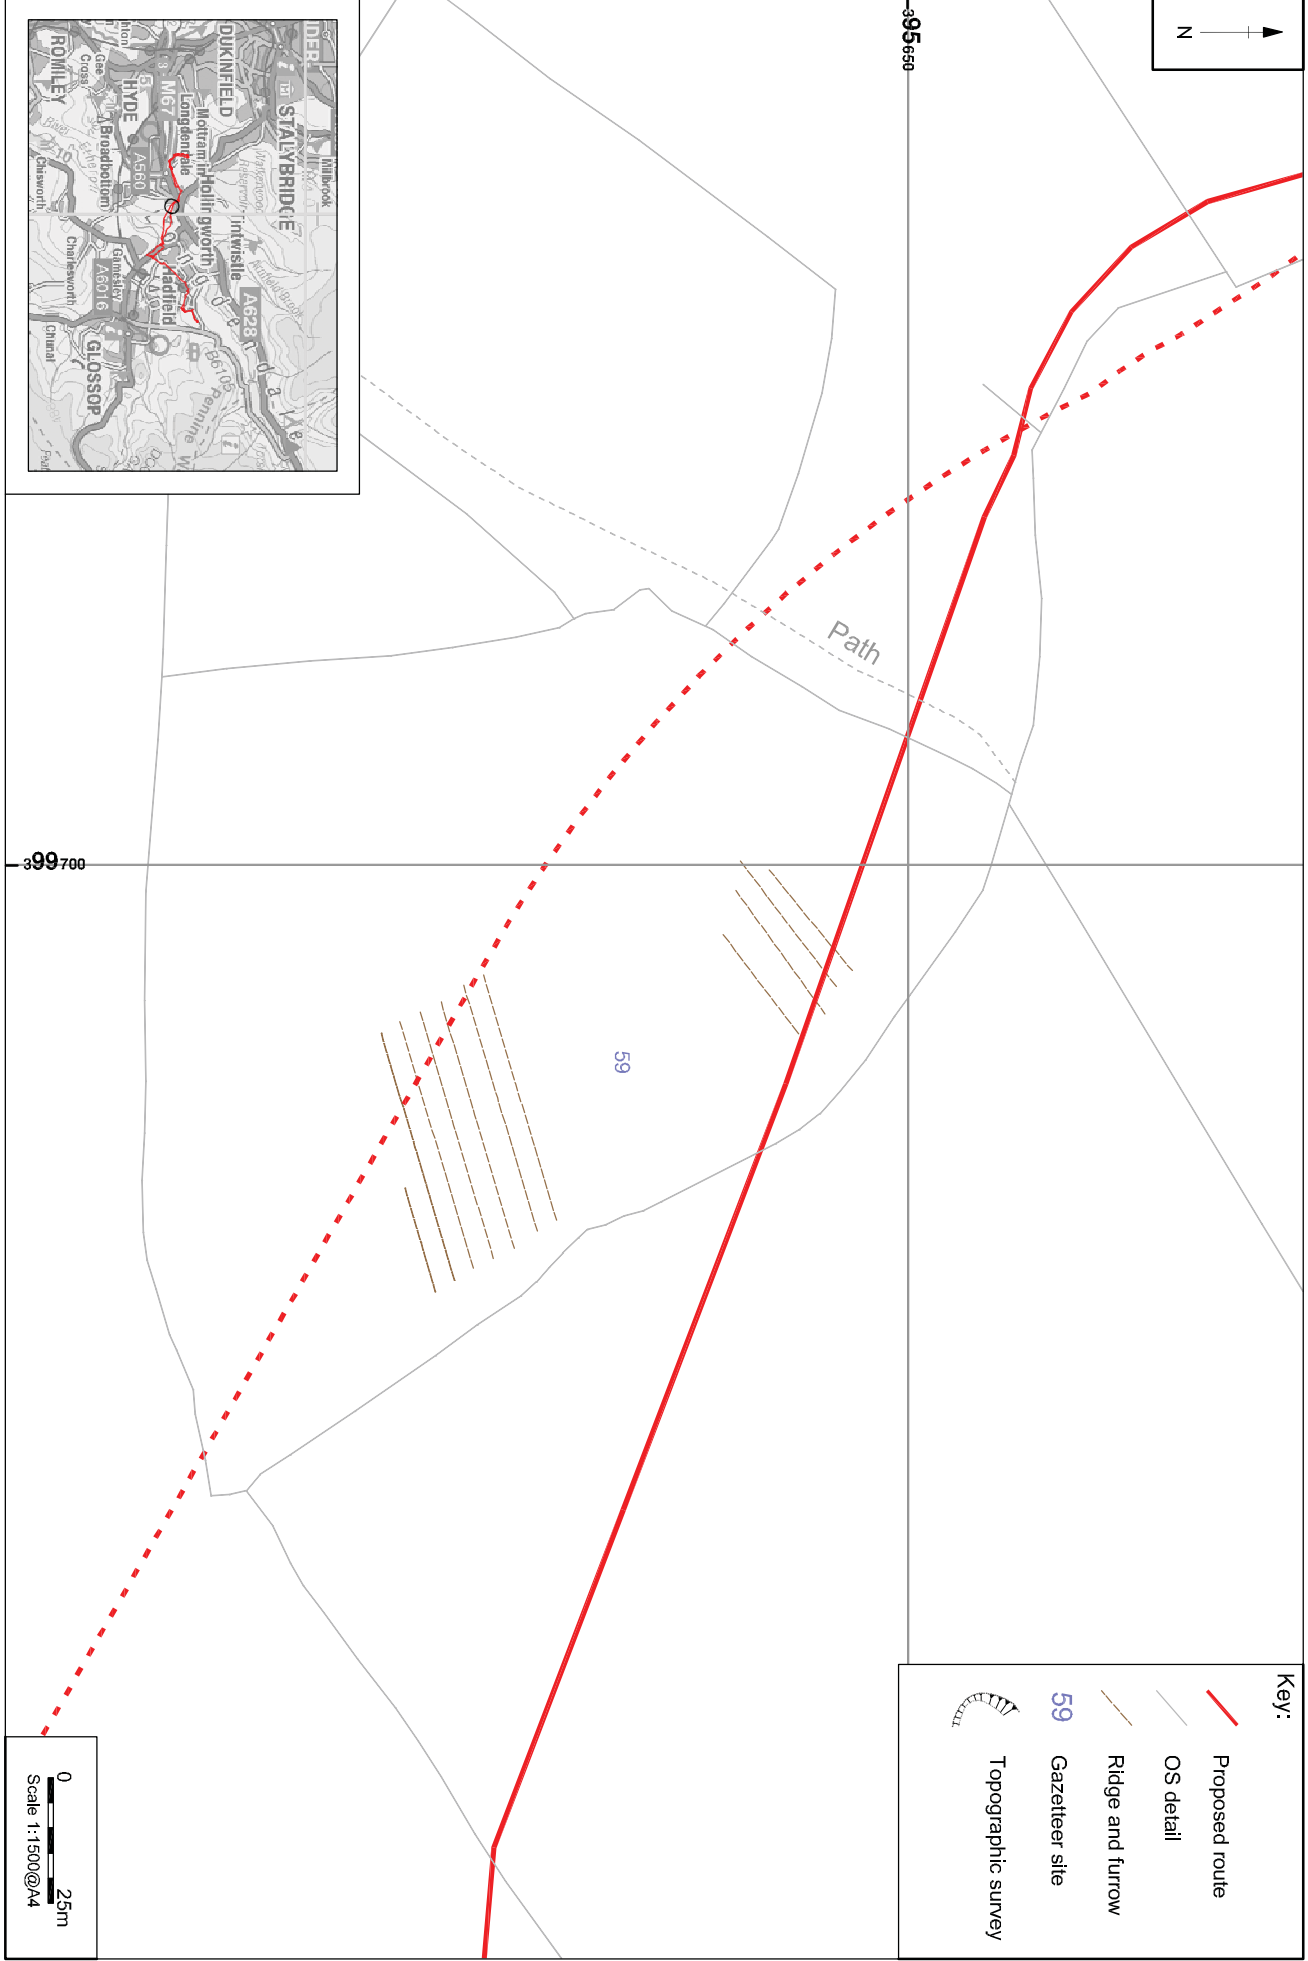 N
395650
399700
Path
59
Key:
Proposed route
OS detail
Ridge and furrow
59
Gazetteer site
Topographic survey
0 25m
Scale 1:1500@A4
STALYBRIDGE
Millbrook
DUKINFIELD
HYDE
M67
Mottram in
Longdendale
Hollingworth
A628
A560
Broadbottom
Gee
Cross
ROMILEY
Chisworth
Charlesworth
Gamesley
A6016
Hadfield
GLOSSOP
Chunal
B6105
Pennine W